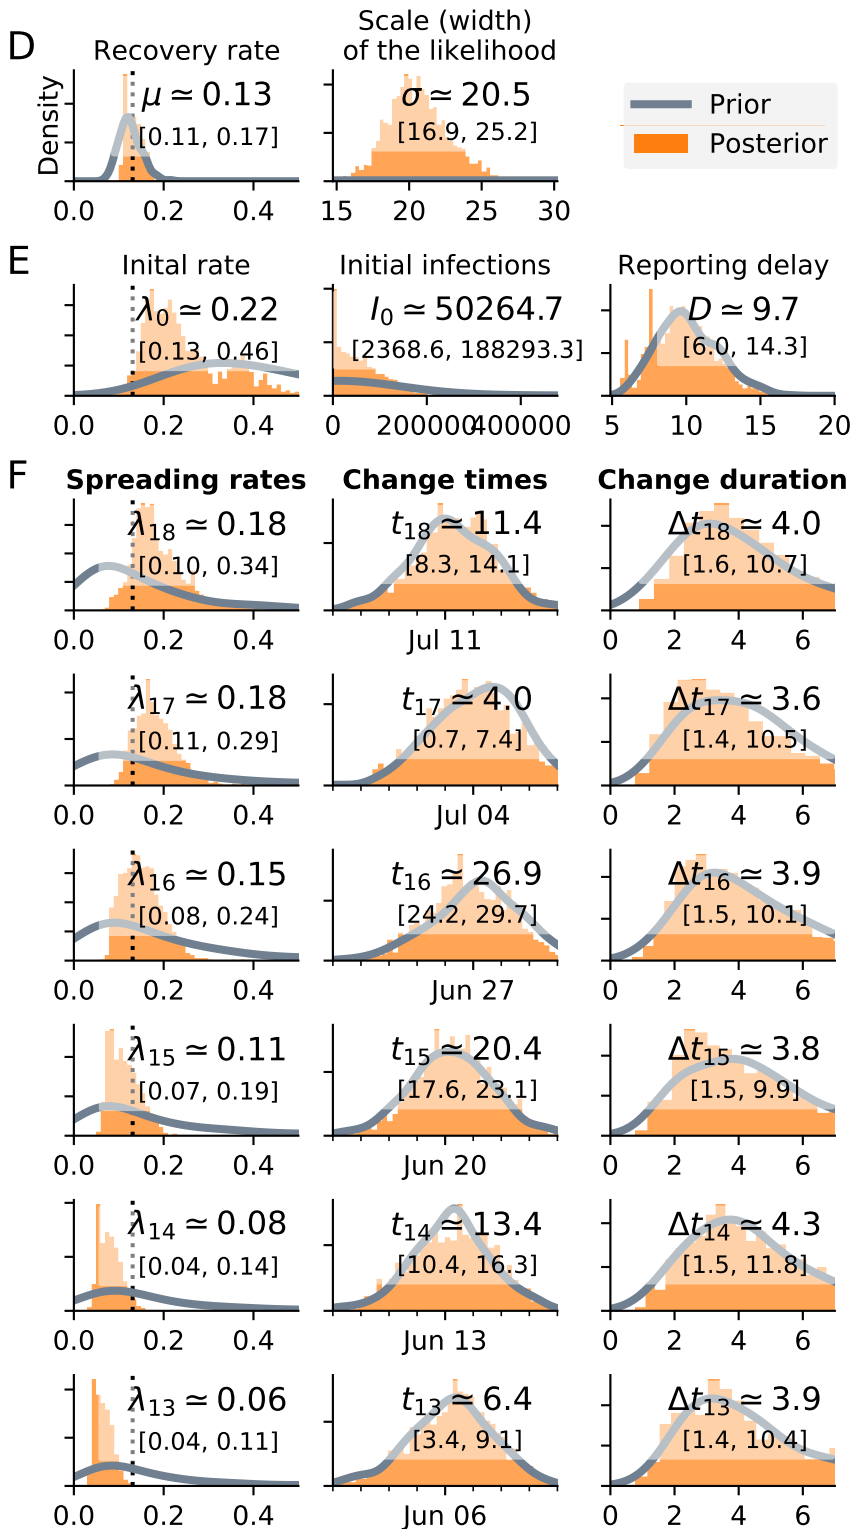 D
Recovery rate
Scale (width)
of the likelihood
Density
μ ≃ 0.13
[0.11, 0.17]
σ ≃ 20.5
[16.9, 25.2]
Prior
Posterior
0.0 0.2 0.4
15 20 25 30
E
Inital rate
Initial infections
Reporting delay
λ0 ≃ 0.22
[0.13, 0.46]
I0 ≃ 50264.7
[2368.6, 188293.3]
D ≃ 9.7
[6.0, 14.3]
0.0 0.2 0.4
0 200000 400000
5 10 15 20
F
Spreading rates
Change times
Change duration
λ18 ≃ 0.18
[0.10, 0.34]
t18 ≃ 11.4
[8.3, 14.1]
Δt18 ≃ 4.0
[1.6, 10.7]
0.0 0.2 0.4
Jul 11
0 2 4 6
λ17 ≃ 0.18
[0.11, 0.29]
t17 ≃ 4.0
[0.7, 7.4]
Δt17 ≃ 3.6
[1.4, 10.5]
0.0 0.2 0.4
Jul 04
0 2 4 6
λ16 ≃ 0.15
[0.08, 0.24]
t16 ≃ 26.9
[24.2, 29.7]
Δt16 ≃ 3.9
[1.5, 10.1]
0.0 0.2 0.4
Jun 27
0 2 4 6
λ15 ≃ 0.11
[0.07, 0.19]
t15 ≃ 20.4
[17.6, 23.1]
Δt15 ≃ 3.8
[1.5, 9.9]
0.0 0.2 0.4
Jun 20
0 2 4 6
λ14 ≃ 0.08
[0.04, 0.14]
t14 ≃ 13.4
[10.4, 16.3]
Δt14 ≃ 4.3
[1.5, 11.8]
0.0 0.2 0.4
Jun 13
0 2 4 6
λ13 ≃ 0.06
[0.04, 0.11]
t13 ≃ 6.4
[3.4, 9.1]
Δt13 ≃ 3.9
[1.4, 10.4]
0.0 0.2 0.4
Jun 06
0 2 4 6